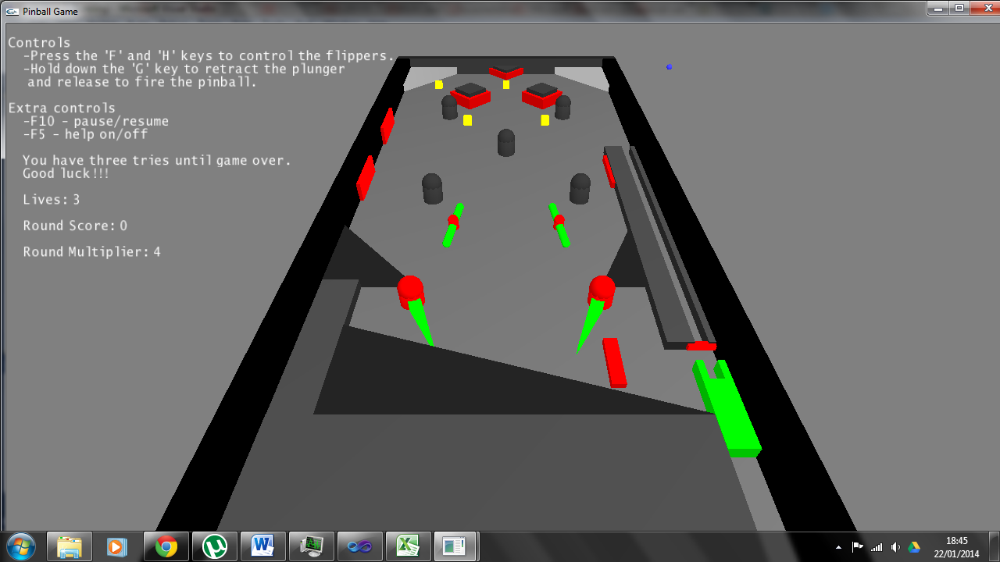 Pinball Game
Controls
-Press the 'F' and 'H' keys to control the flippers.
-Hold down the 'G' key to retract the plunger
and release to fire the pinball.
Extra controls
-F10 - pause/resume
-F5 - help on/off
You have three tries until game over.
Good luck!!!
Lives: 3
Round Score: 0
Round Multiplier: 4
18:45
22/01/2014